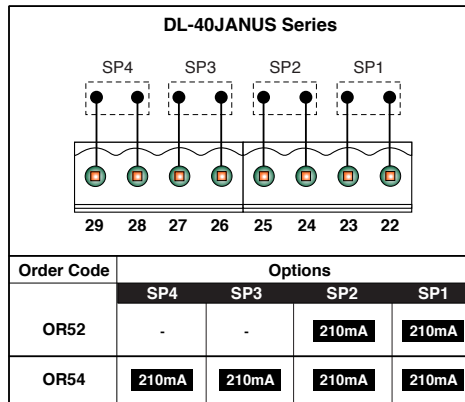 DL-40JANUS Series
SP4 SP3 SP2 SP1
29 28 27 26 25 24 23 22
Order Code Options
SP4 SP3 SP2 SP1
OR52 - - 210mA 210mA
OR54 210mA 210mA 210mA 210mA